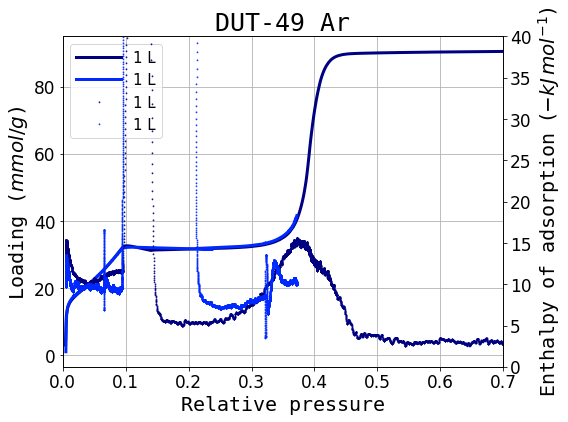 DUT-49 Ar
1 L
1 L
1 L
1 L
Loading (mmol/g)
0
20
40
60
80
0.0 0.1 0.2 0.3 0.4 0.5 0.6 0.7
Relative pressure
0
5
10
15
20
25
30
35
40
Enthalpy of adsorption (−kJmol⁻¹)